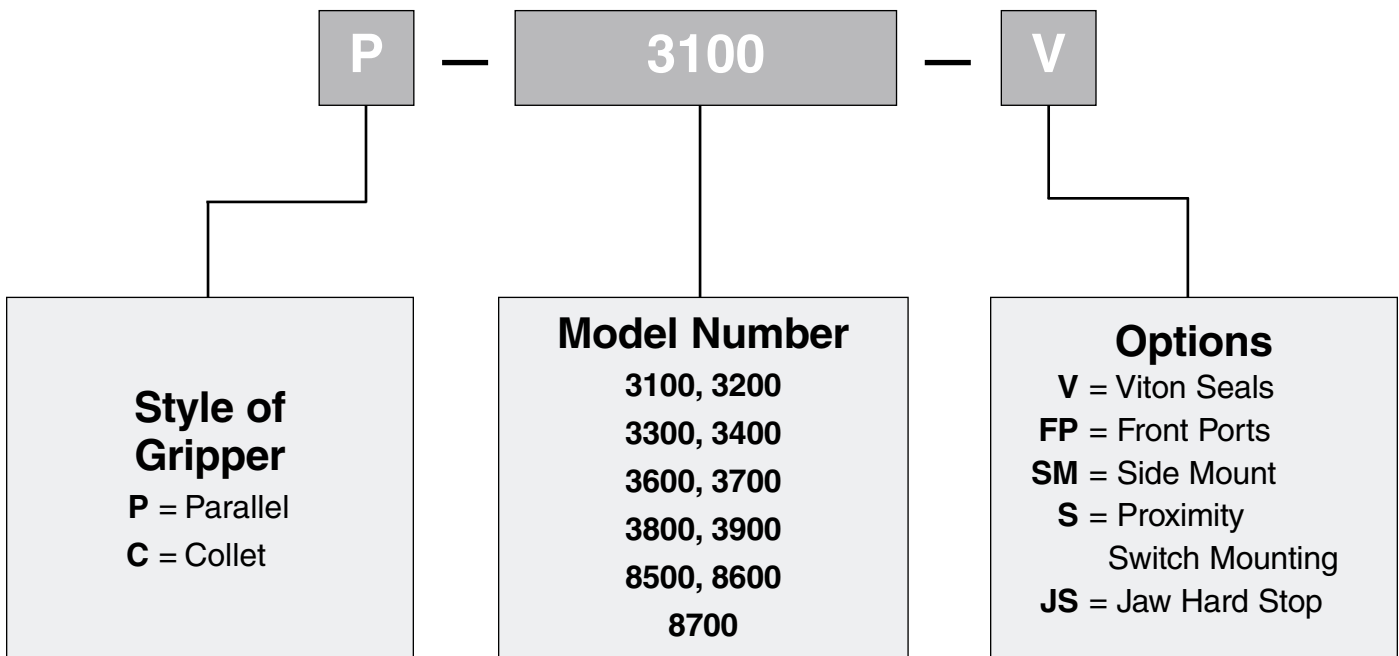 P — 3100 — V
Style of
Gripper
P = Parallel
C = Collet
Model Number
3100, 3200
3300, 3400
3600, 3700
3800, 3900
8500, 8600
8700
Options
V = Viton Seals
FP = Front Ports
SM = Side Mount
S = Proximity
Switch Mounting
JS = Jaw Hard Stop